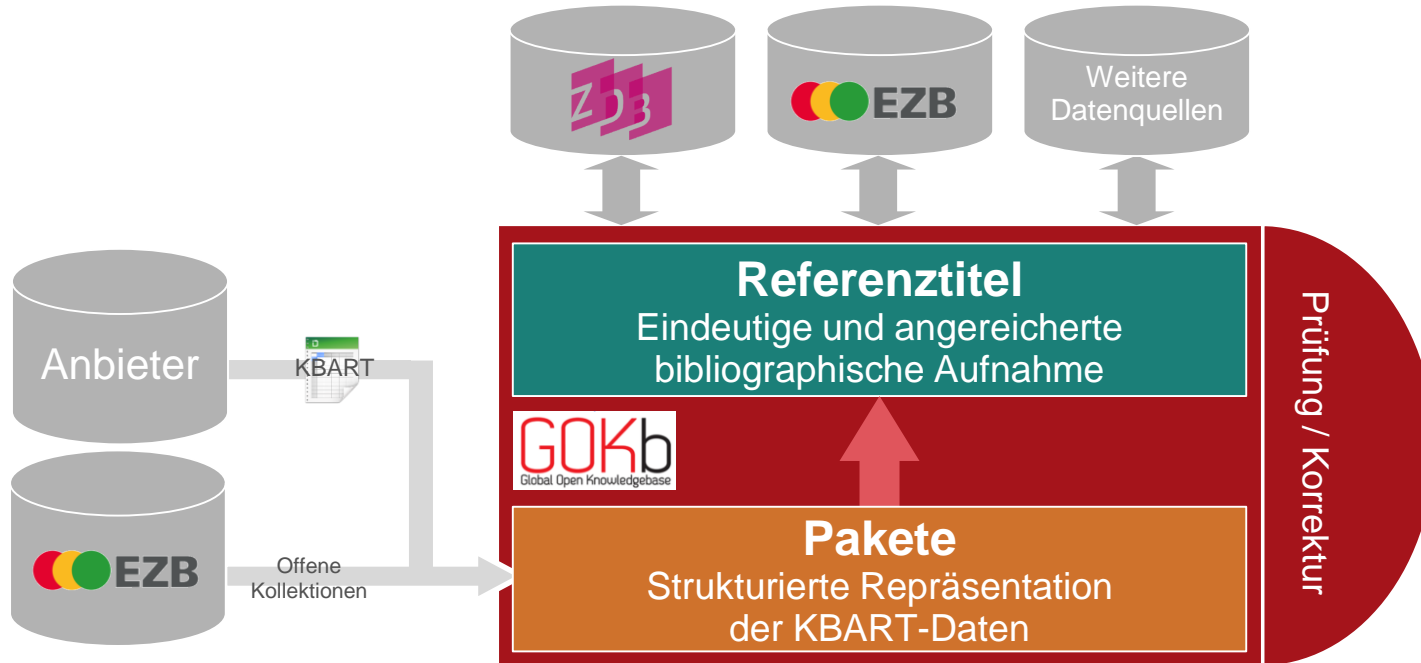 ZDB
EZB
Weitere
Datenquellen
Anbieter
KBART
Referenztitel
Eindeutige und angereicherte
bibliographische Aufnahme
GOKb
Global Open Knowledgebase
EZB
Offene
Kollektionen
Pakete
Strukturierte Repräsentation
der KBART-Daten
Prüfung / Korrektur